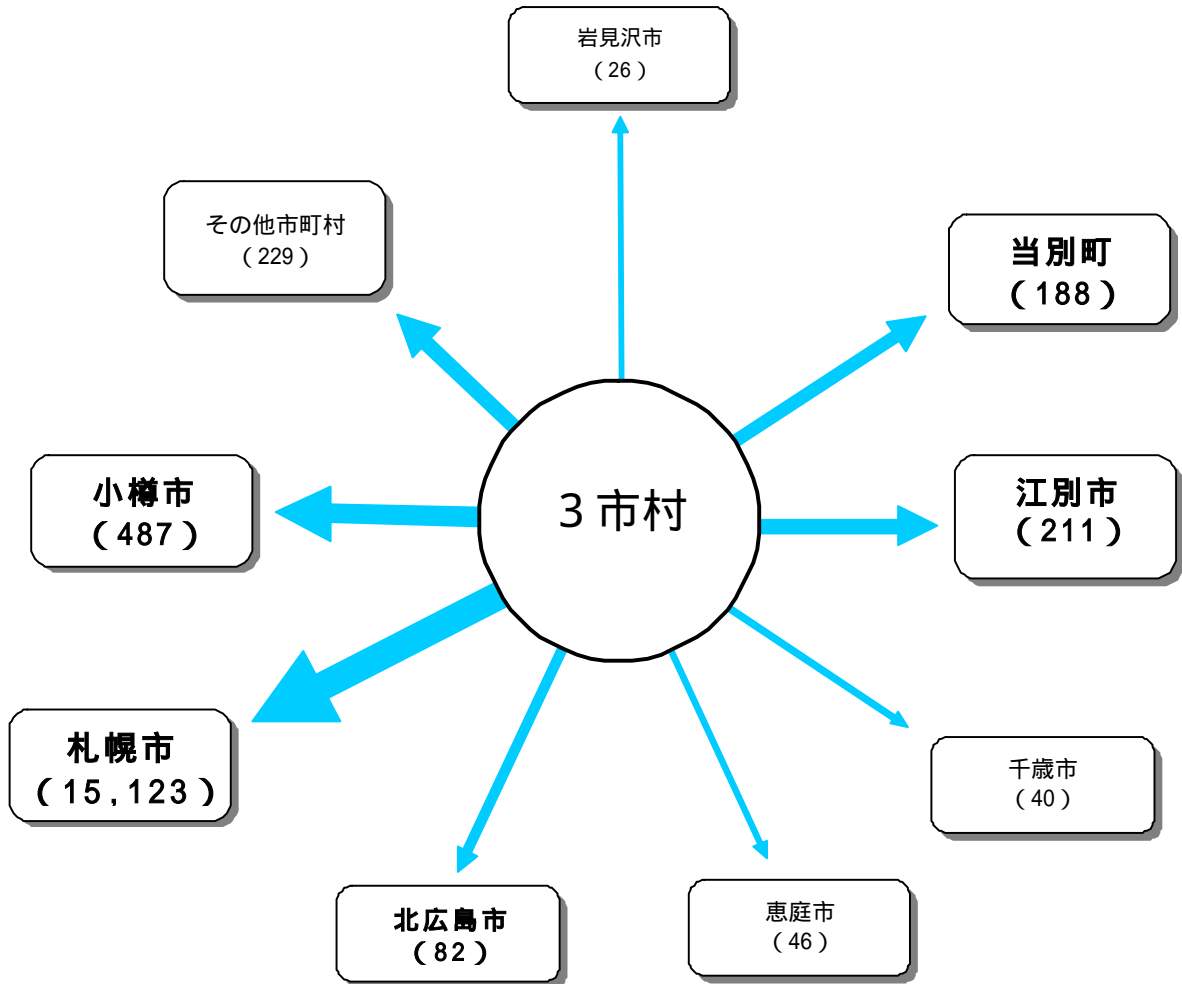 岩見沢市
（26）
その他市町村
（229）
当別町
（188）
小樽市
（487）
３市村
江別市
（211）
札幌市
（15,123）
千歳市
（40）
北広島市
（82）
恵庭市
（46）